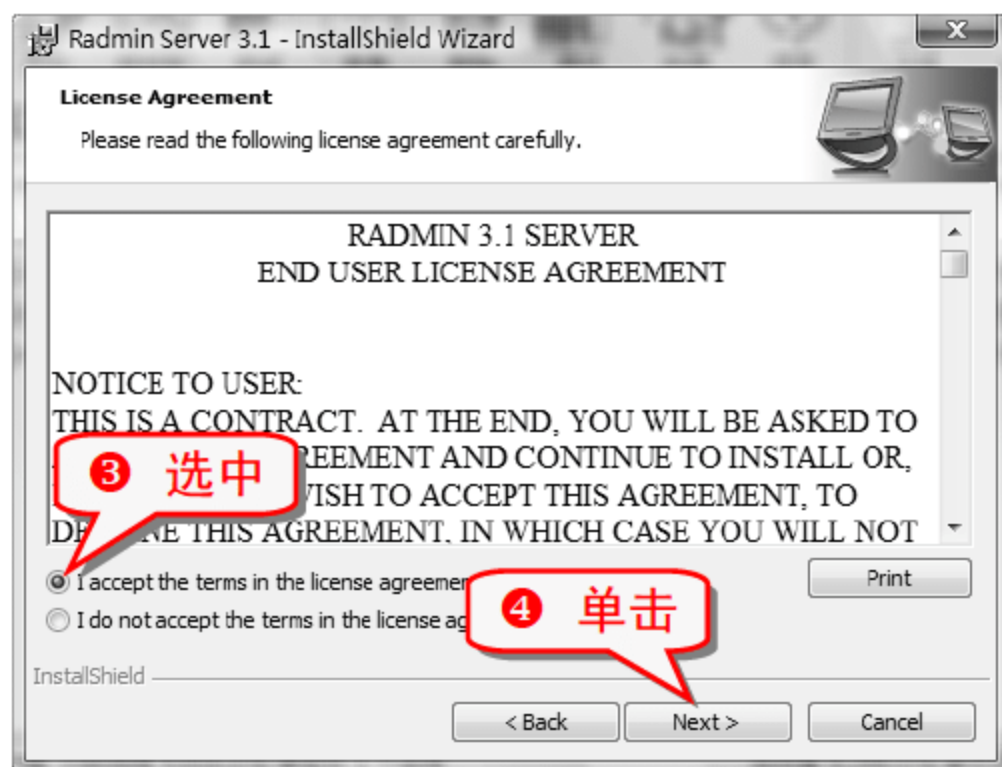 Radmin Server 3.1 - InstallShield Wizard
License Agreement
Please read the following license agreement carefully.
RADMIN 3.1 SERVER
END USER LICENSE AGREEMENT
NOTICE TO USER:
THIS IS A CONTRACT. AT THE END, YOU WILL BE ASKED TO
REEMENT AND CONTINUE TO INSTALL OR,
❸ 选中
VISH TO ACCEPT THIS AGREEMENT, TO
NE THIS AGREEMENT, IN WHICH CASE YOU WILL NOT
I accept the terms in the license agreemen
Print
❹ 单击
I do not accept the terms in the license ag
InstallShield
< Back
Next >
Cancel